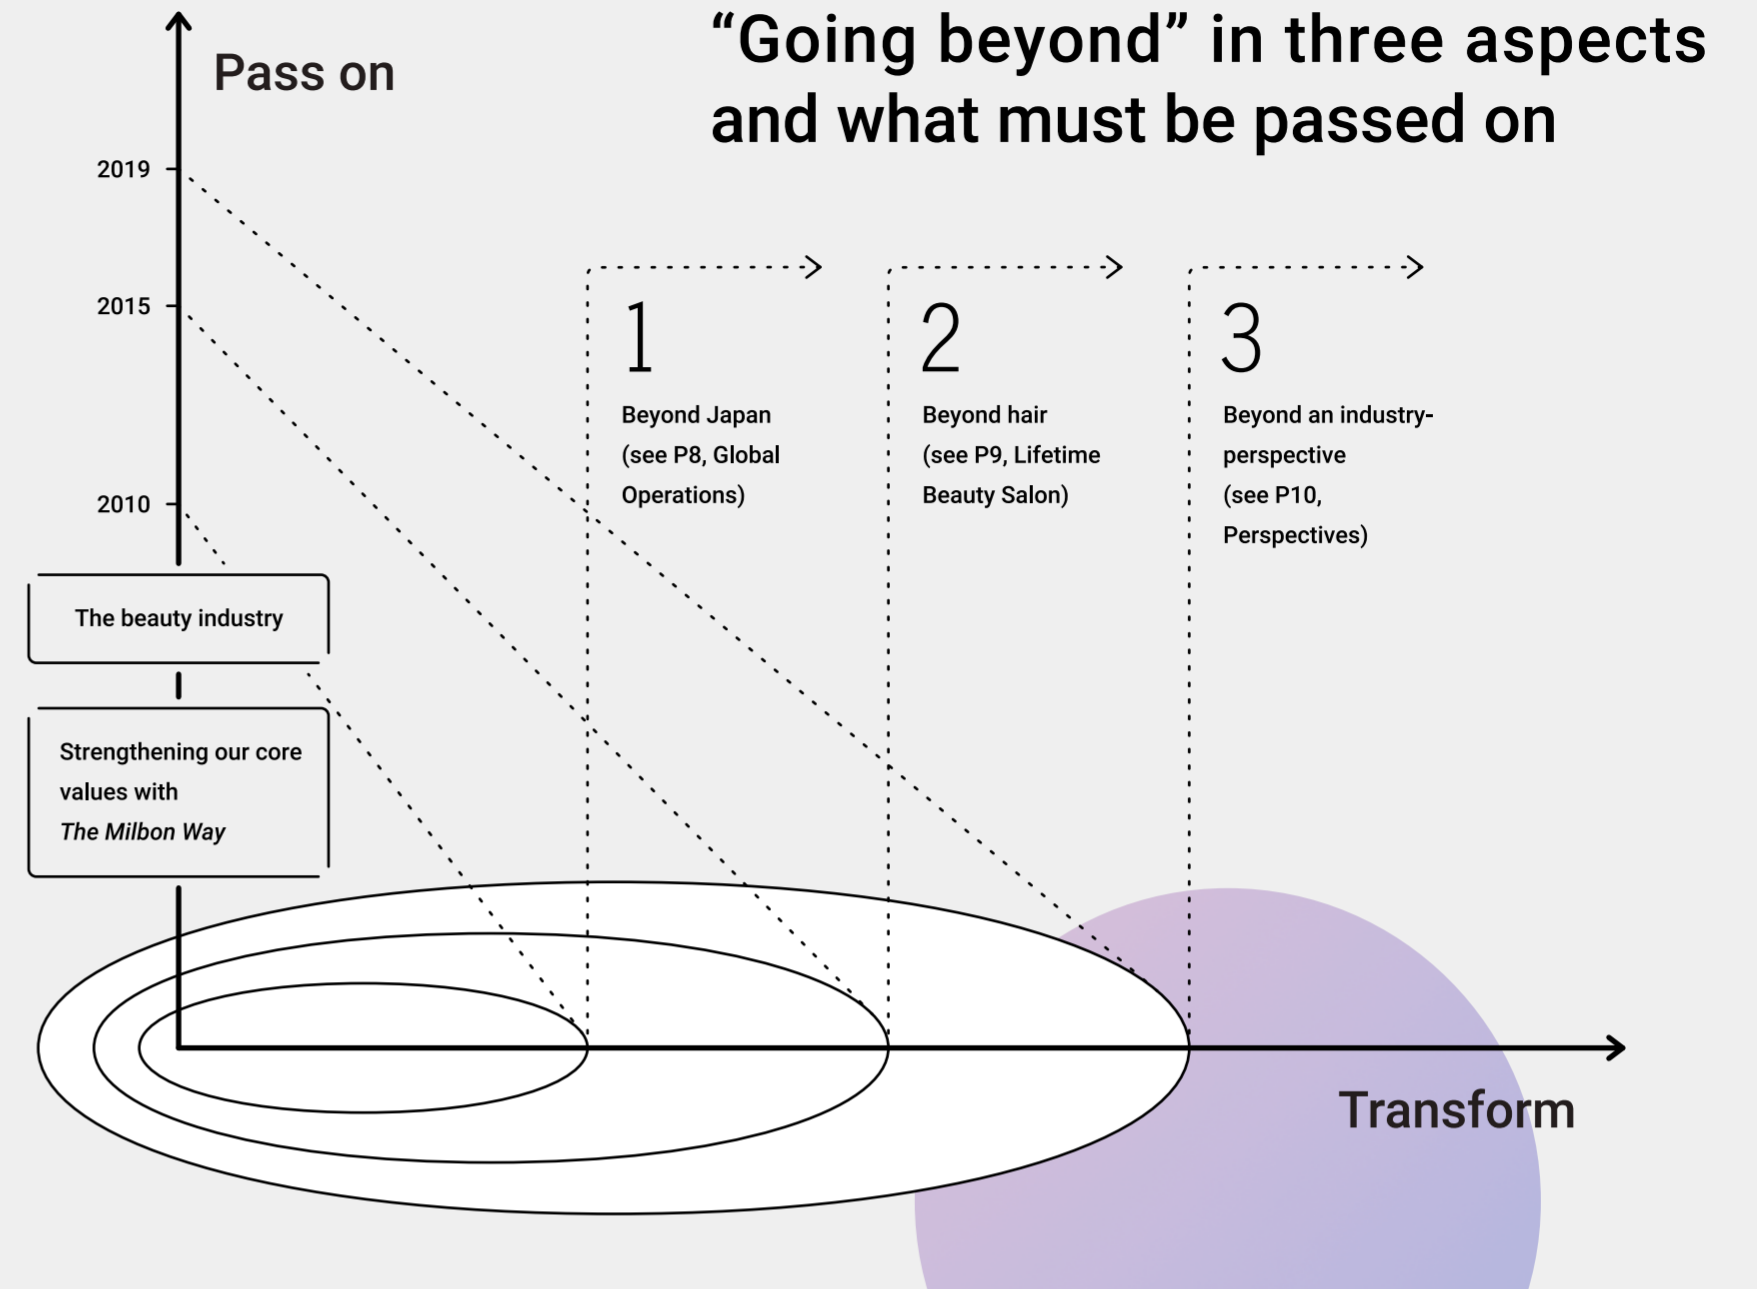 “Going beyond” in three aspects
and what must be passed on
Pass on
2019
2015
2010
The beauty industry
Strengthening our core
values with
The Milbon Way
1
Beyond Japan
(see P8, Global
Operations)
2
Beyond hair
(see P9, Lifetime
Beauty Salon)
3
Beyond an industry-
perspective
(see P10,
Perspectives)
Transform